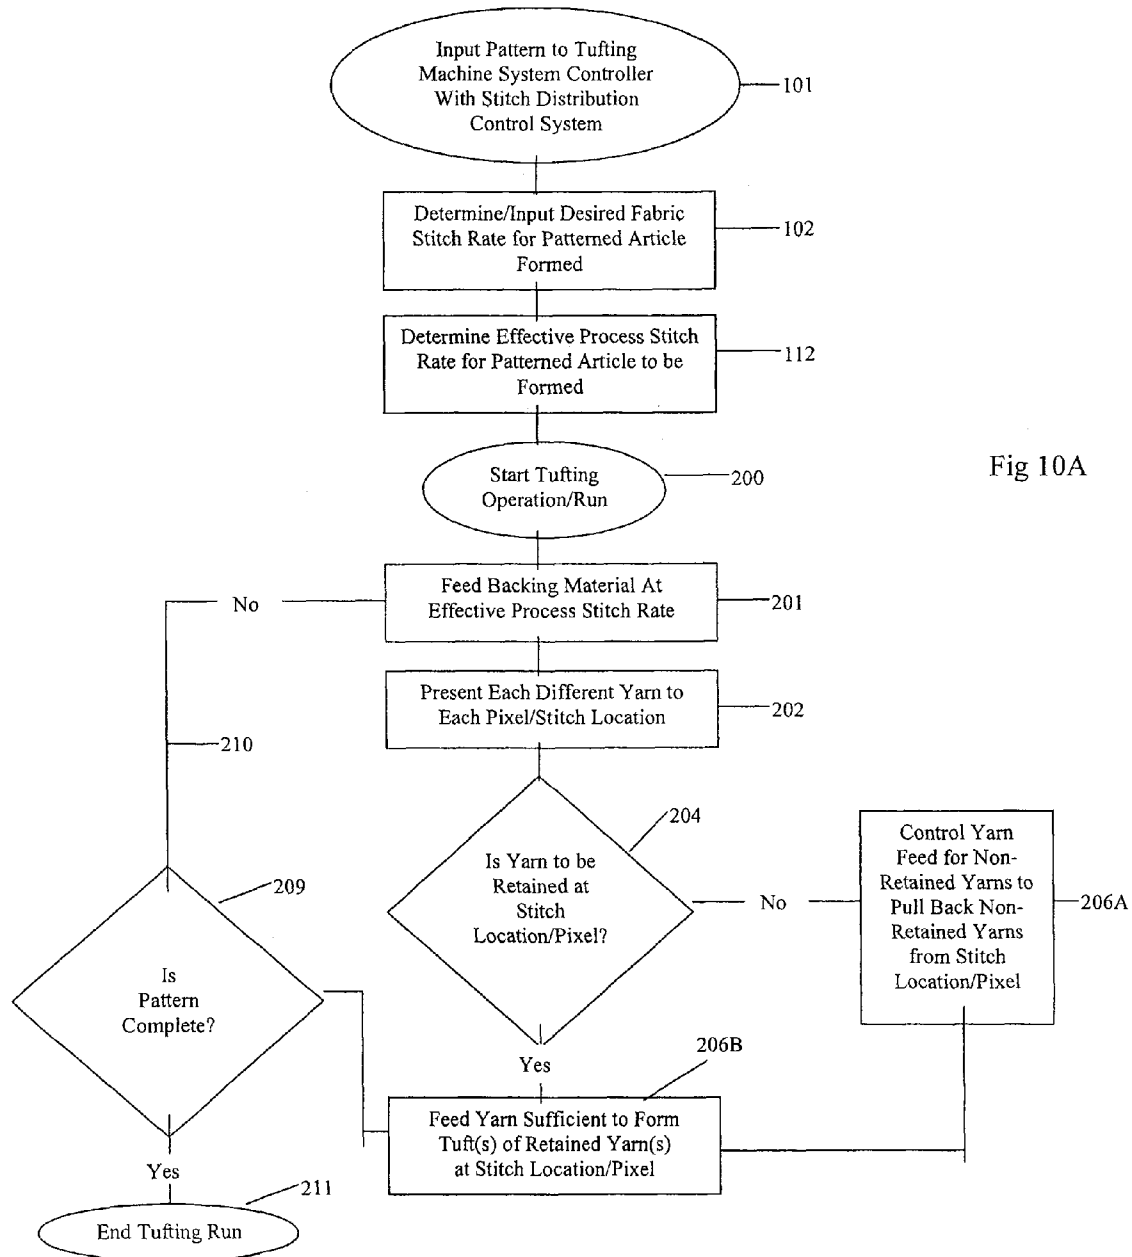 Input Pattern to Tufting
Machine System Controller
With Stitch Distribution
Control System
101
Determine/Input Desired Fabric
Stitch Rate for Patterned Article
Formed
102
Determine Effective Process Stitch
Rate for Patterned Article to be
Formed
112
Start Tufting
Operation/Run
200
Fig 10A
Feed Backing Material At
Effective Process Stitch Rate
201
No
Present Each Different Yarn to
Each Pixel/Stitch Location
202
210
204
Is Yarn to be
Retained at
Stitch
Location/Pixel?
No
Control Yarn
Feed for Non-
Retained Yarns to
Pull Back Non-
Retained Yarns
from Stitch
Location/Pixel
206A
209
Is
Pattern
Complete?
Yes
206B
Feed Yarn Sufficient to Form
Tuft(s) of Retained Yarn(s)
at Stitch Location/Pixel
Yes
211
End Tufting Run